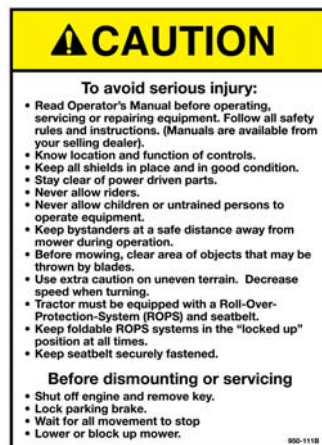 CAUTION
To avoid serious injury:
• Read Operator's Manual before operating,
servicing or repairing equipment. Follow all safety
rules and instructions. (Manuals are available from
your selling dealer).
• Know location and function of controls.
• Keep all shields in place and in good condition.
• Stay clear of power driven parts.
• Never allow riders.
• Never allow children or untrained persons to
operate equipment.
• Keep bystanders at a safe distance away from
mower during operation.
• Before mowing, clear area of objects that may be
thrown by blades.
• Use extra caution on uneven terrain. Decrease
speed when turning.
• Tractor must be equipped with a Roll-Over-
Protection-System (ROPS) and seatbelt.
• Keep foldable ROPS systems in the “locked up”
position at all times.
• Keep seatbelt securely fastened.
Before dismounting or servicing
• Shut off engine and remove key.
• Lock parking brake.
• Wait for all movement to stop
• Lower or block up mower.
950-111B